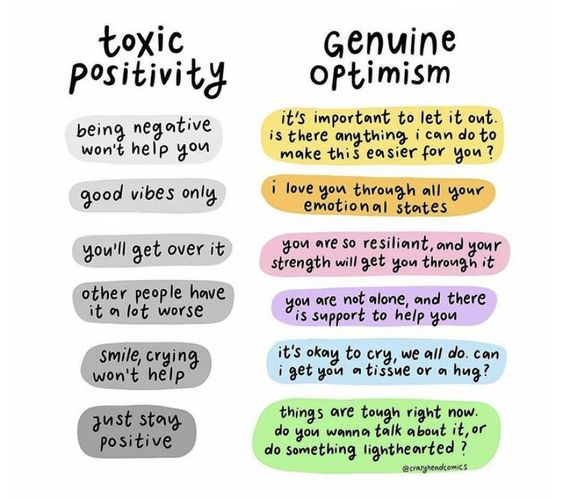 toxic
positivity
Genuine
optimism
being negative
won't help you
it's important to let it out.
is there anything i can do to
make this easier for you?
good vibes only
i love you through all your
emotional states
you'll get over it
you are so resiliant, and your
strength will get you through it
other people have
it a lot worse
you are not alone, and there
is support to help you
smile, crying
won't help
it's okay to cry, we all do. can
i get you a tissue or a hug?
just stay
positive
things are tough right now.
do you wanna talk about it, or
do something lighthearted?
@crazyheadcomics